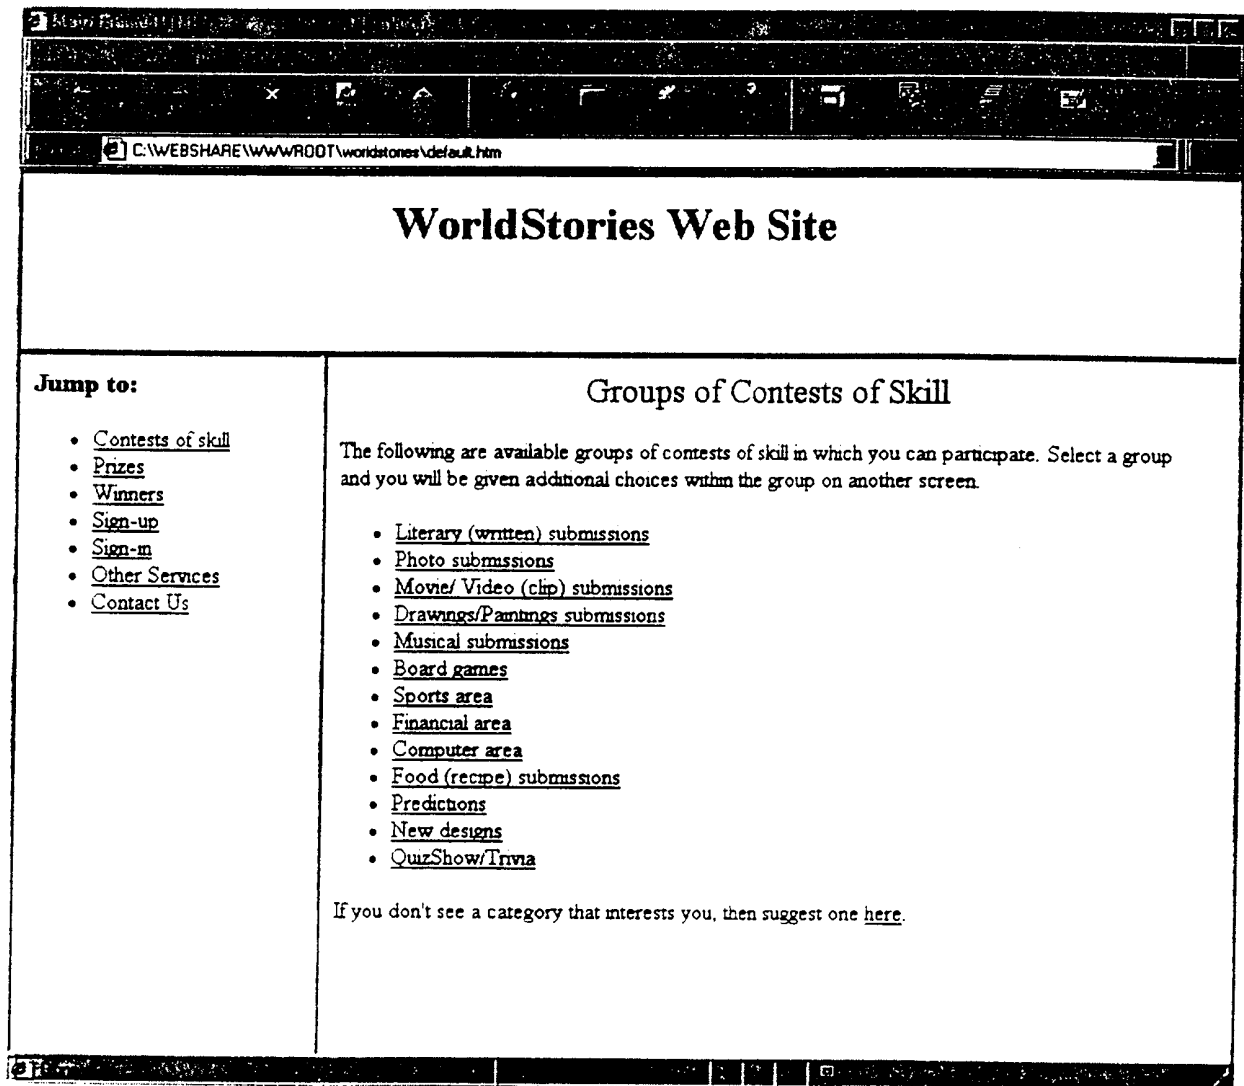 C:\WEBSHARE\WWWROOT\worldstories\default.htm
WorldStories Web Site
Jump to:
• Contests of skill
• Prizes
• Winners
• Sign-up
• Sign-in
• Other Services
• Contact Us
Groups of Contests of Skill
The following are available groups of contests of skill in which you can participate. Select a group
and you will be given additional choices within the group on another screen.
• Literary (written) submissions
• Photo submissions
• Movie/ Video (clip) submissions
• Drawings/Paintings submissions
• Musical submissions
• Board games
• Sports area
• Financial area
• Computer area
• Food (recipe) submissions
• Predictions
• New designs
• QuizShow/Trivia
If you don't see a category that interests you, then suggest one here.